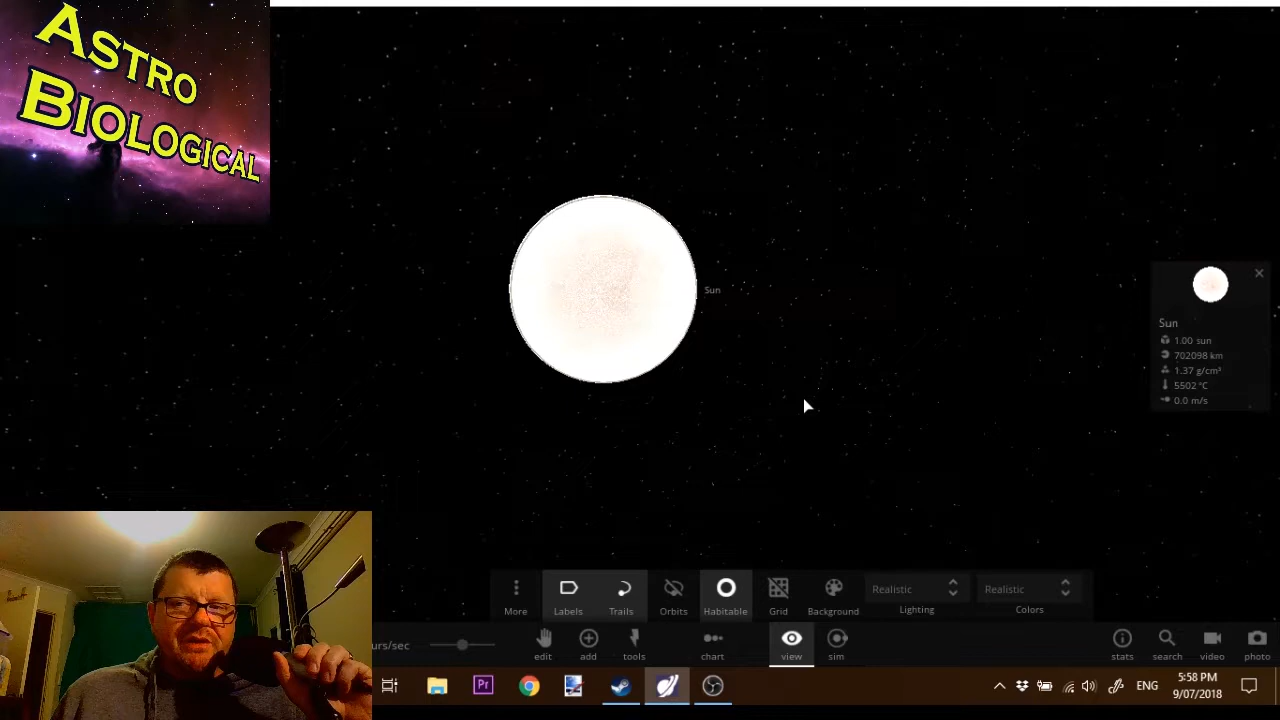 ASTRO
BIOLOGICAL
Sun
Sun
1.00 sun
702098 km
1.37 g/cm³
5502 °C
0.0 m/s
More
Labels
Trails
Orbits
Habitable
Grid
Background
Realistic
Lighting
Realistic
Colors
urs/sec
edit
add
tools
chart
view
sim
stats
search
video
photo
Pr
ENG
5:58 PM
9/07/2018